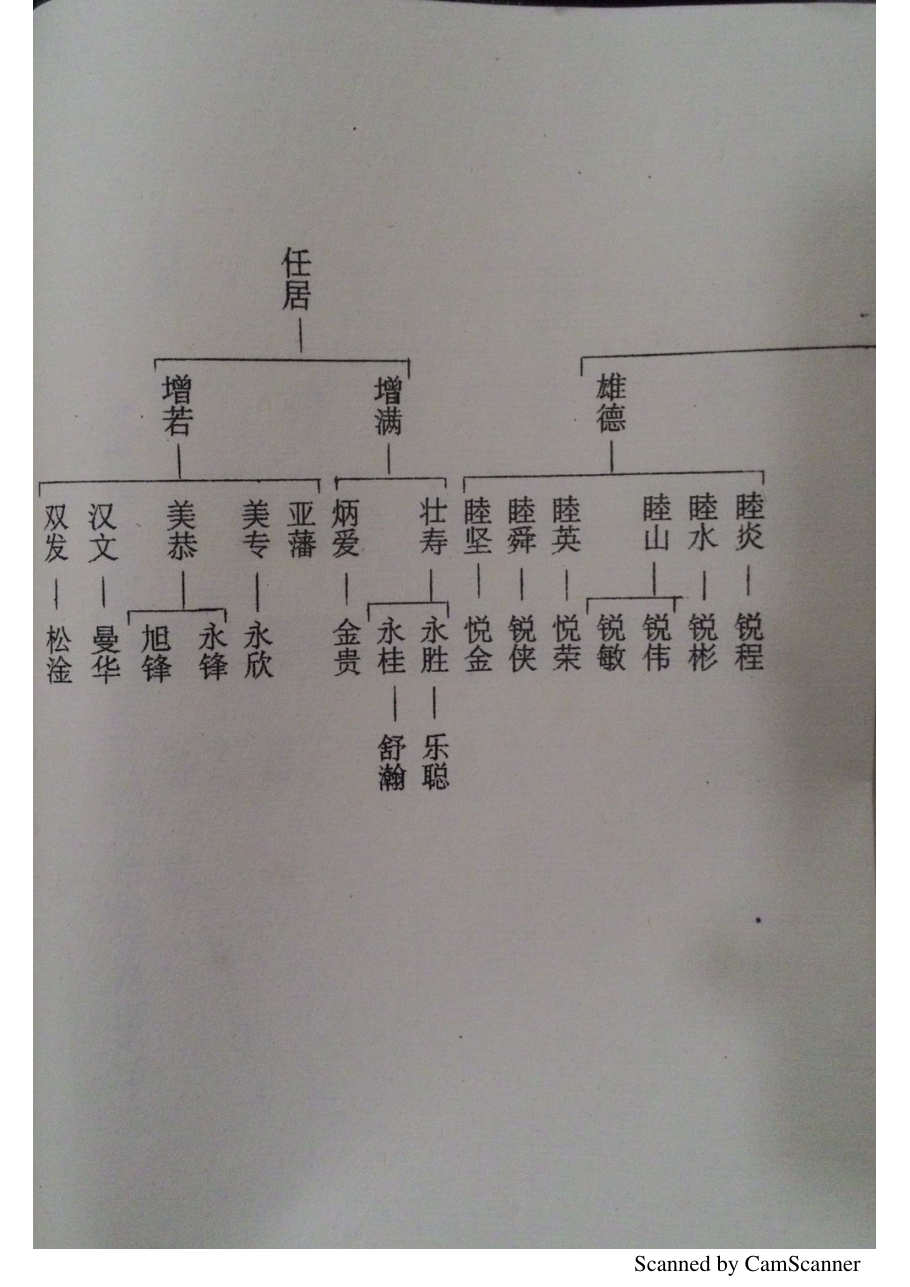 任居
增若
增满
雄德
双发
汉文
美恭
美专
亚藩
炳爱
壮寿
睦坚
睦舜
睦英
睦山
睦水
睦炎
松淦
曼华
旭锋
永锋
永欣
金贵
永桂
永胜
悦金
锐侠
悦荣
锐敏
锐伟
锐彬
锐程
舒瀚
乐聪
Scanned by CamScanner